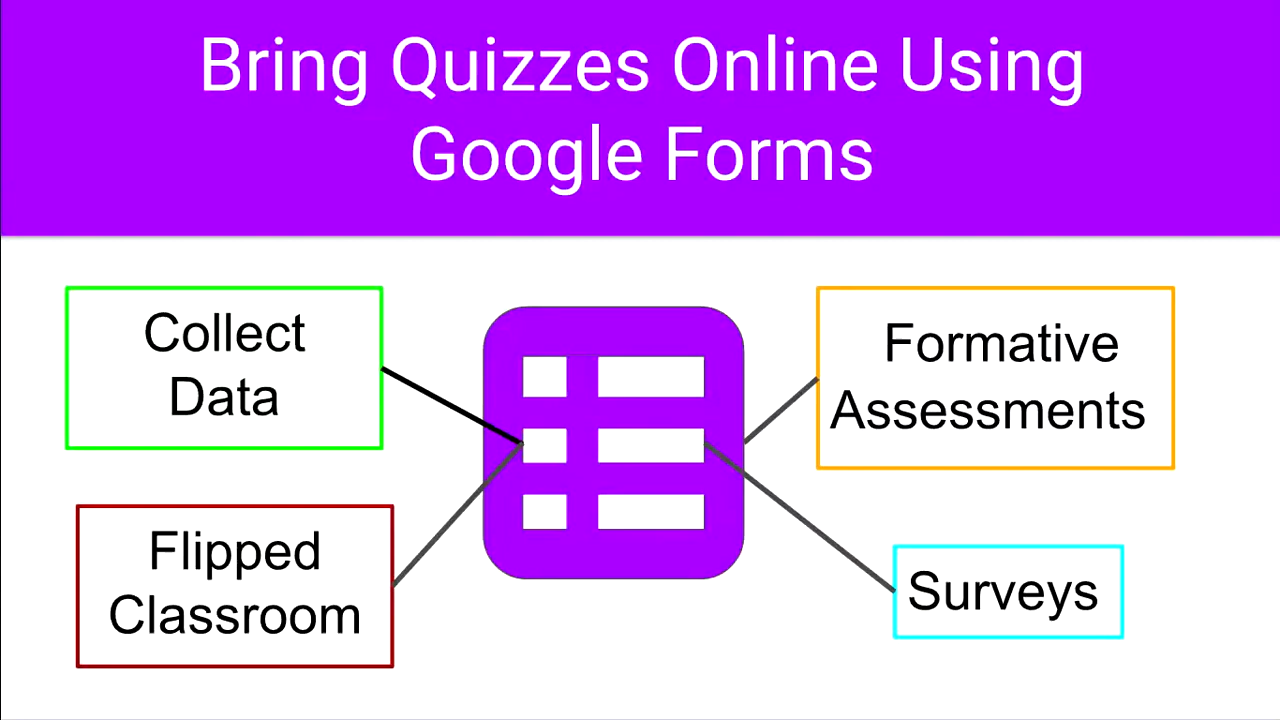 Bring Quizzes Online Using
Google Forms
Collect
Data
Formative
Assessments
Flipped
Classroom
Surveys